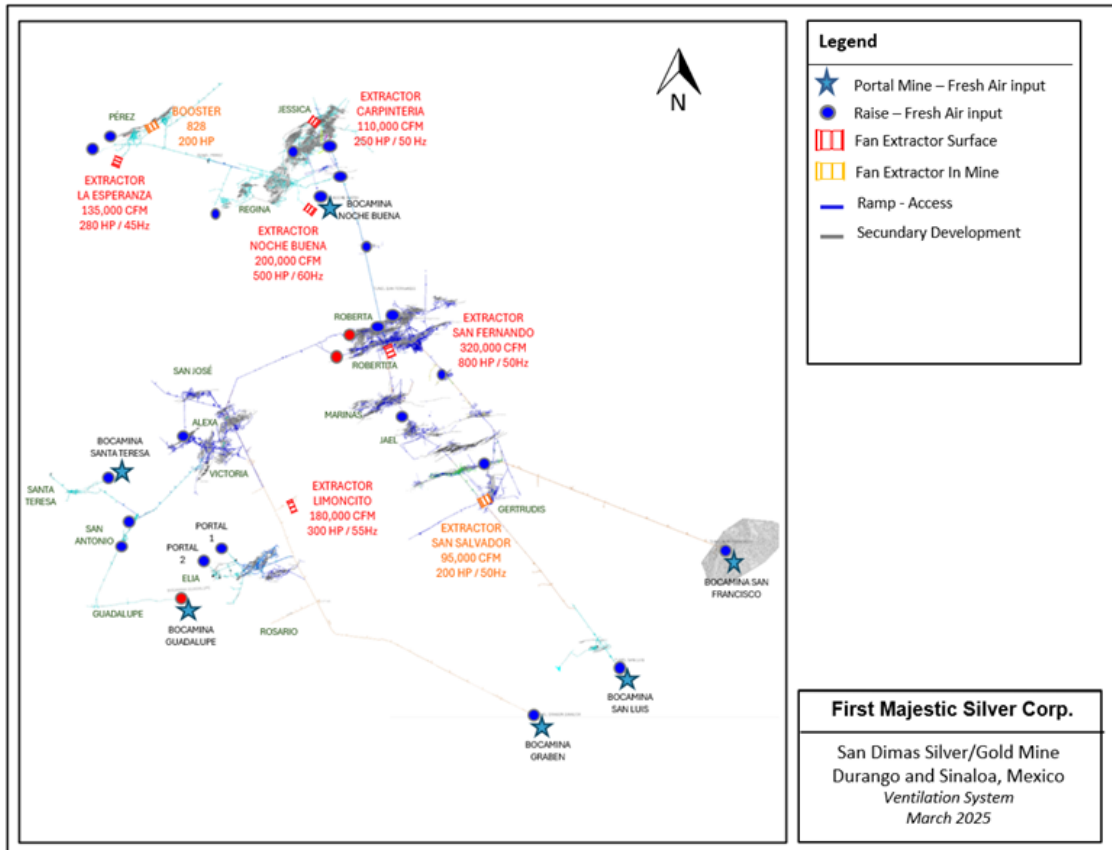 Legend
Portal Mine – Fresh Air input
Raise – Fresh Air input
Fan Extractor Surface
Fan Extractor In Mine
Ramp - Access
Secundary Development
N
PÉREZ
BOOSTER
828
200 HP
JESSICA
EXTRACTOR
CARPINTERIA
110,000 CFM
250 HP / 50 Hz
EXTRACTOR
LA ESPERANZA
135,000 CFM
280 HP / 45Hz
REGINA
BOCAMINA
NOCHE BUENA
EXTRACTOR
NOCHE BUENA
200,000 CFM
500 HP / 60Hz
ROBERTA
EXTRACTOR
SAN FERNANDO
320,000 CFM
800 HP / 50Hz
ROBERTITA
SAN JOSÉ
MARINAS
ALEXA
JAEL
BOCAMINA
SANTA TERESA
VICTORIA
SANTA
TERESA
EXTRACTOR
LIMONCITO
180,000 CFM
300 HP / 55Hz
GERTRUDIS
SAN
ANTONIO
PORTAL
1
PORTAL
2
EXTRACTOR
SAN SALVADOR
95,000 CFM
200 HP / 50Hz
ELIA
BOCAMINA SAN
FRANCISCO
GUADALUPE
BOCAMINA
GUADALUPE
ROSARIO
BOCAMINA
SAN LUIS
BOCAMINA
GRABEN
First Majestic Silver Corp.
San Dimas Silver/Gold Mine
Durango and Sinaloa, Mexico
Ventilation System
March 2025